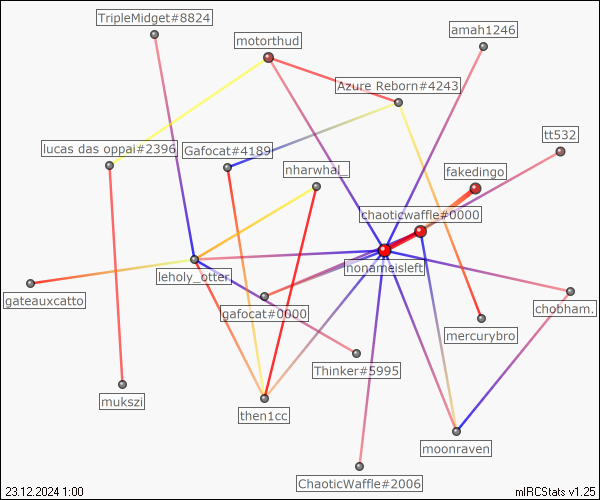 TripleMidget#8824
motorthud
amah1246
Azure Reborn#4243
lucas das oppai#2396
Gafocat#4189
tt532
nharwhal_
fakedingo
chaoticwaffle#0000
nonameisleft
leholy_otter
gateauxcatto
gafocat#0000
chobham.
mercurybro
Thinker#5995
mukszi
then1cc
moonraven
ChaoticWaffle#2006
23.12.2024 1:00
mIRCStats v1.25